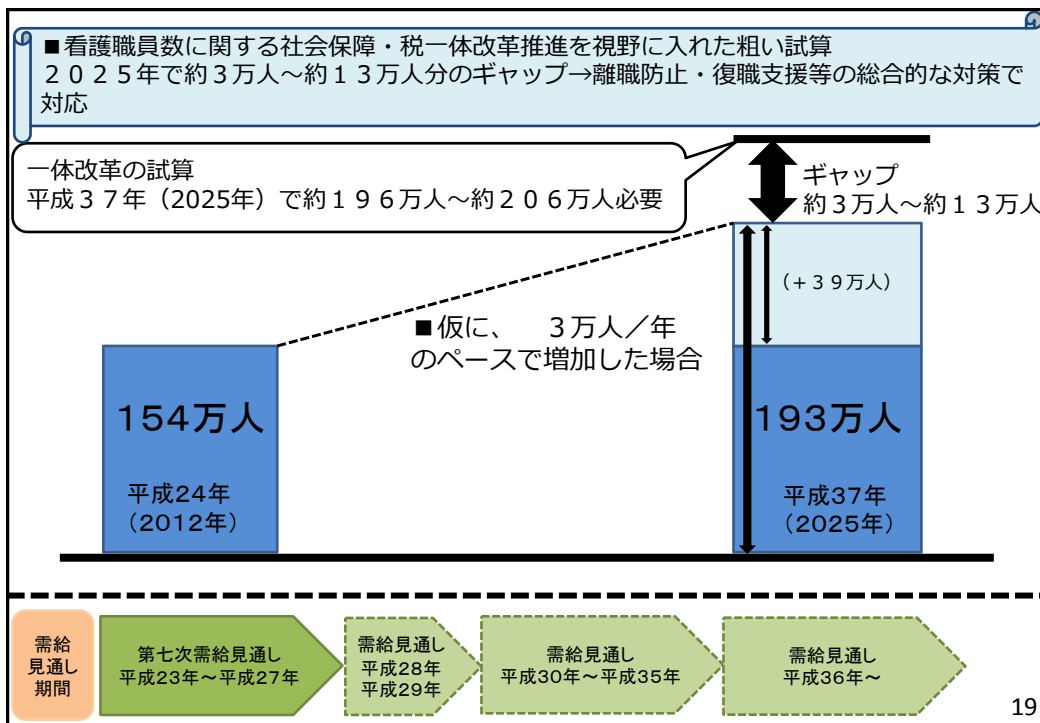 ■看護職員数に関する社会保障・税一体改革推進を視野に入れた粗い試算
２０２５年で約３万人～約１３万人分のギャップ→離職防止・復職支援等の総合的な対策で
対応
一体改革の試算
平成３７年（2025年）で約１９６万人～約２０６万人必要
ギャップ
約３万人～約１３万人
（＋３９万人）
■仮に、　３万人／年
のペースで増加した場合
154万人
平成24年
（2012年）
193万人
平成37年
（2025年）
需給
見通し
期間
第七次需給見通し
平成23年～平成27年
需給見通し
平成28年
平成29年
需給見通し
平成30年～平成35年
需給見通し
平成36年～
19